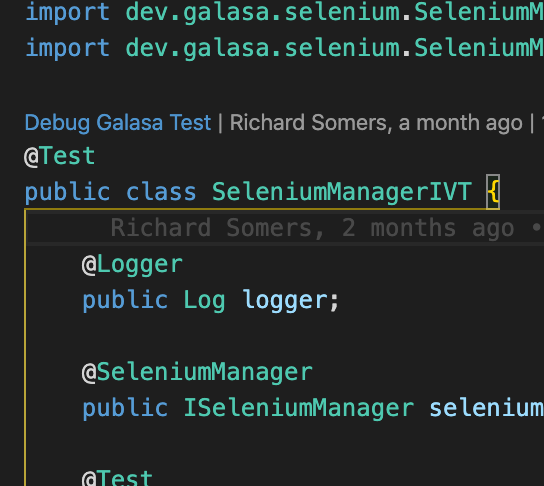 import dev.galasa.selenium.SeleniumM
import dev.galasa.selenium.SeleniumM
Debug Galasa Test | Richard Somers, a month ago |
@Test
public class SeleniumManagerIVT {
Richard Somers, 2 months ago •
@Logger
public Log logger;
@SeleniumManager
public ISeleniumManager selenium
@Test